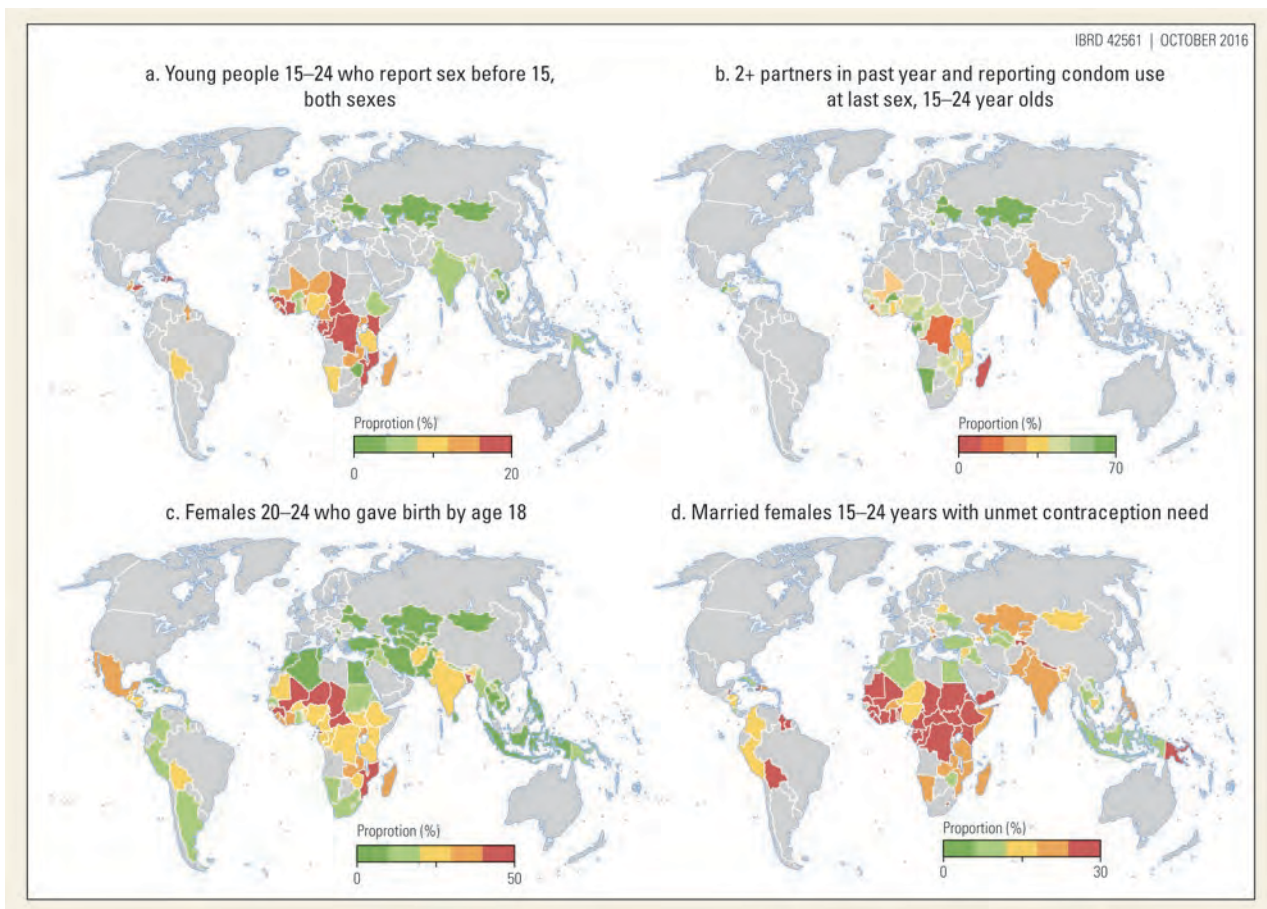 IBRD 42561 | OCTOBER 2016
a. Young people 15–24 who report sex before 15,
both sexes
b. 2+ partners in past year and reporting condom use
at last sex, 15–24 year olds
Proprotion (%)
0
20
Proportion (%)
0
70
c. Females 20–24 who gave birth by age 18
d. Married females 15–24 years with unmet contraception need
Proprotion (%)
0
50
Proportion (%)
0
30